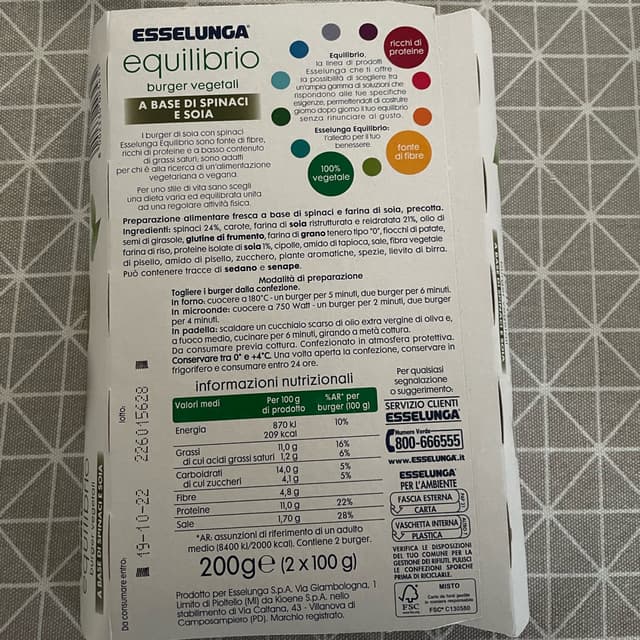 ESSELUNGA
equilibrio
burger vegetali
A BASE DI SPINACI
E SOIA
I burger di soia con spinaci
Esselunga Equilibrio sono fonte di fibre,
ricchi di proteine e a basso contenuto
di grassi saturi; sono adatti
per chi è alla ricerca di un'alimentazione
vegetariana o vegana.
Per uno stile di vita sano scegli
una dieta varia ed equilibrata unita
ad una regolare attività fisica.
Equilibrio,
la linea di prodotti
Esselunga che ti offre
la possibilità di scegliere tra
un'ampia gamma di soluzioni che
rispondono alle tue specifiche
esigenze, permettendoti di costruire
giorno dopo giorno il tuo equilibrio
senza rinunciare al gusto.
Esselunga Equilibrio:
l'alleato per il tuo
benessere.
ricchi di
proteine
fonte
di fibre
100%
vegetale
Preparazione alimentare fresca a base di spinaci e farina di soia, precotta.
Ingredienti: spinaci 24%, carote, farina di soia ristrutturata e reidratata 21%, olio di
semi di girasole, glutine di frumento, farina di grano tenero tipo "0", fiocchi di patate,
farina di riso, proteine isolate di soia 1%, cipolle, amido di tapioca, sale, fibra vegetale
di pisello, amido di pisello, zucchero, piante aromatiche, spezie, lievito di birra.
Può contenere tracce di sedano e senape.
Modalità di preparazione
Togliere i burger dalla confezione.
In forno: cuocere a 180°C - un burger per 5 minuti, due burger per 6 minuti.
In microonde: cuocere a 750 Watt - un burger per 2 minuti, due burger
per 4 minuti.
In padella: scaldare un cucchiaio scarso di olio extra vergine di oliva e,
a fuoco medio, cucinare per 6 minuti, girando a metà cottura.
Da consumare previa cottura. Confezionato in atmosfera protettiva.
Conservare tra 0° e +4°C. Una volta aperta la confezione, conservare in
frigorifero e consumare entro 24 ore.
informazioni nutrizionali
Valori medi Per 100 g di prodotto %AR* per burger (100 g)
Energia 870 kJ 10%
209 kcal
Grassi 11,0 g 16%
di cui acidi grassi saturi 1,2 g 6%
Carboidrati 14,0 g 5%
di cui zuccheri 4,1 g 5%
Fibre 4,8 g
Proteine 11,0 g 22%
Sale 1,70 g 28%
*AR: assunzioni di riferimento di un adulto
medio (8400 kJ/2000 kcal). Contiene 2 burger.
200g e (2 x 100 g)
Prodotto per Esselunga S.p.A. Via Giambologna, 1
Limito di Pioltello (MI) da Kioene S.p.A. nello
stabilimento di Via Caltana, 43 - Villanova di
Camposampiero (PD). Marchio registrato.
Per qualsiasi
segnalazione
o suggerimento:
SERVIZIO CLIENTI
ESSELUNGA
Numero Verde
800-666555
www.ESSELUNGA.it
ESSELUNGA
PER L'AMBIENTE
FASCIA ESTERNA
CARTA
VASCHETTA INTERNA
PLASTICA
VERIFICA LE DISPOSIZIONI
DEL TUO COMUNE PER LA
GESTIONE DEI RIFIUTI. PULISCI
LE CONFEZIONI SPORCHE
PRIMA DI RICICLARLE.
FSC
MISTO
FSC® C130580
lotto:
226015628
Da consumare entro:
19-10-22
equilibrio
burger vegetali
A BASE DI SPINACI E SOIA